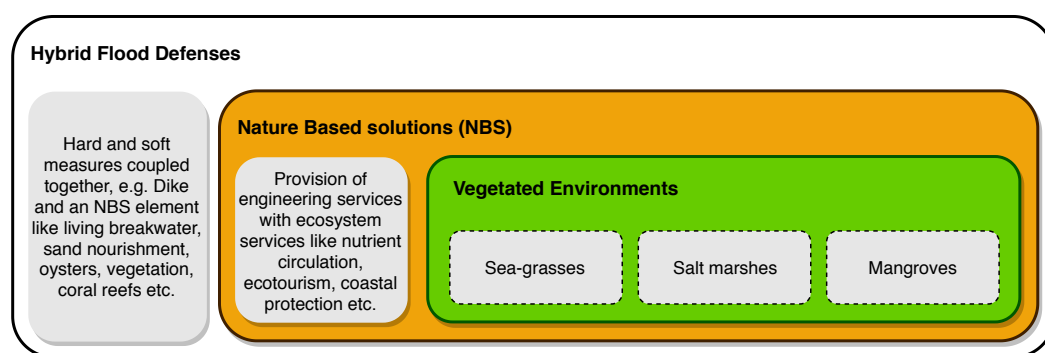 Hybrid Flood Defenses
Hard and soft
measures coupled
together, e.g. Dike
and an NBS element
like living breakwater,
sand nourishment,
oysters, vegetation,
coral reefs etc.
Nature Based solutions (NBS)
Provision of
engineering services
with ecosystem
services like nutrient
circulation,
ecotourism, coastal
protection etc.
Vegetated Environments
Sea-grasses
Salt marshes
Mangroves